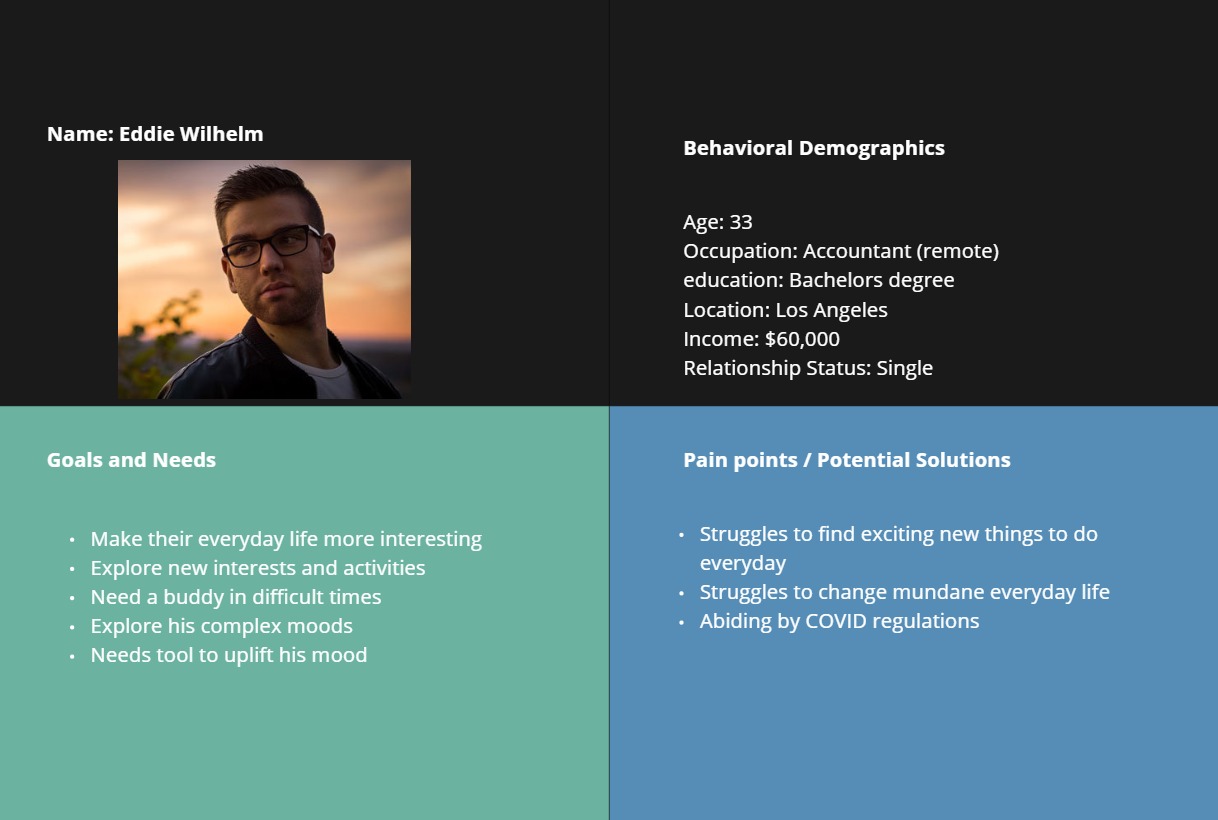 Name: Eddie Wilhelm
Behavioral Demographics
Age: 33
Occupation: Accountant (remote)
education: Bachelors degree
Location: Los Angeles
Income: $60,000
Relationship Status: Single
Goals and Needs
• Make their everyday life more interesting
• Explore new interests and activities
• Need a buddy in difficult times
• Explore his complex moods
• Needs tool to uplift his mood
Pain points / Potential Solutions
• Struggles to find exciting new things to do
everyday
• Struggles to change mundane everyday life
• Abiding by COVID regulations